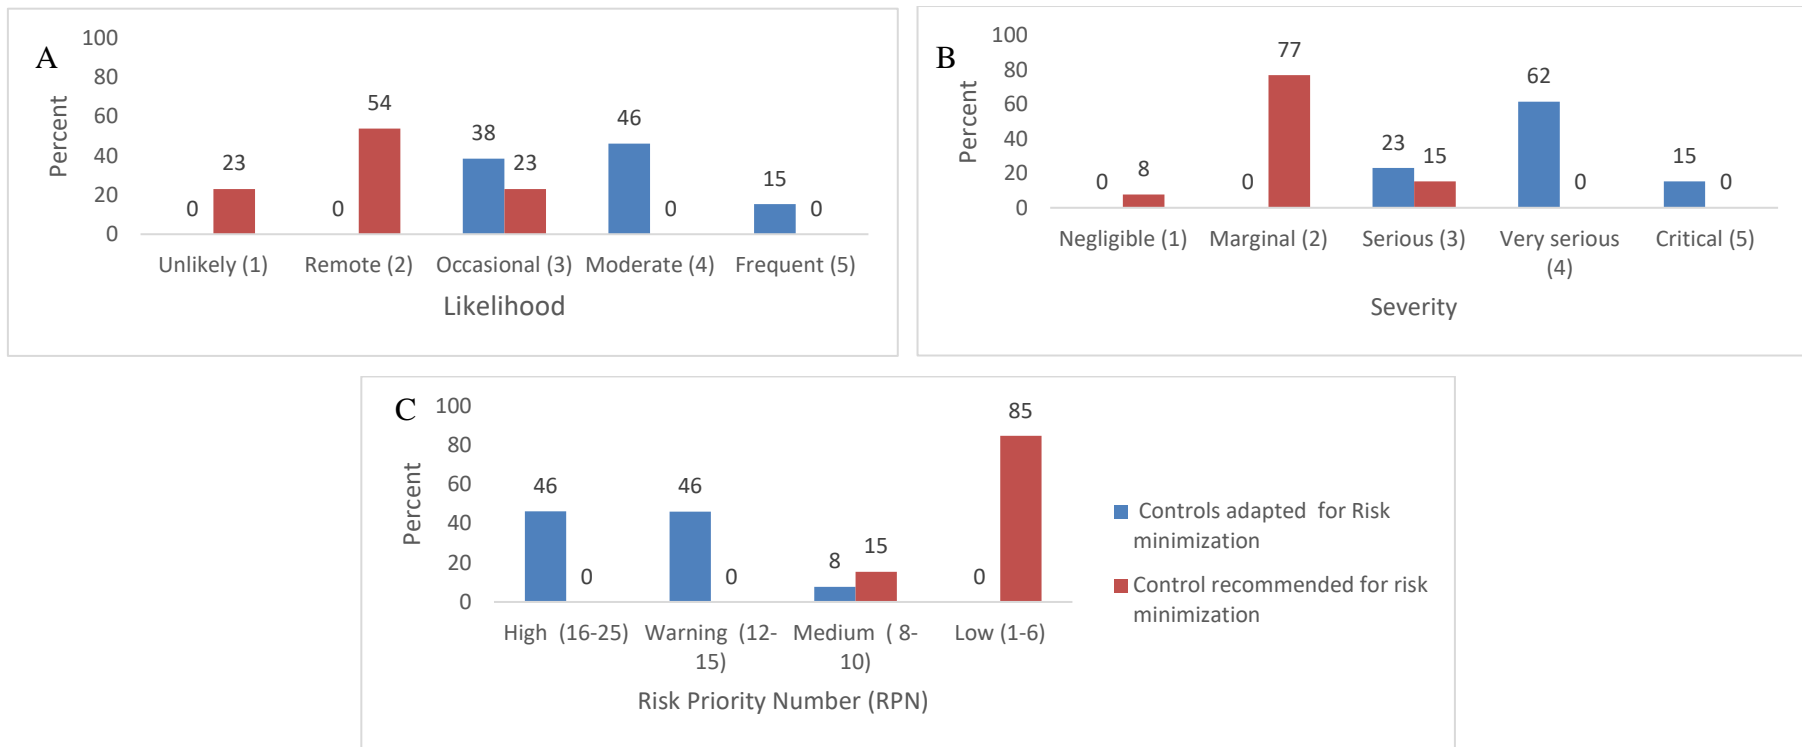 A
Percent
100
80
60
40
20
0
0 23
0 54
38 23
46 0
15 0
Unlikely (1) Remote (2) Occasional (3) Moderate (4) Frequent (5)
Likelihood
B
Percent
100
80
60
40
20
0
0 8
0 77
23 15
62 0
15 0
Negligible (1) Marginal (2) Serious (3) Very serious Critical (5)
(4)
Severity
C
Percent
100
80
60
40
20
0
46 0
46 0
8 15
0 85
High (16-25) Warning (12- Medium ( 8- Low (1-6)
15) 10)
Risk Priority Number (RPN)
Controls adapted for Risk
minimization
Control recommended for risk
minimization